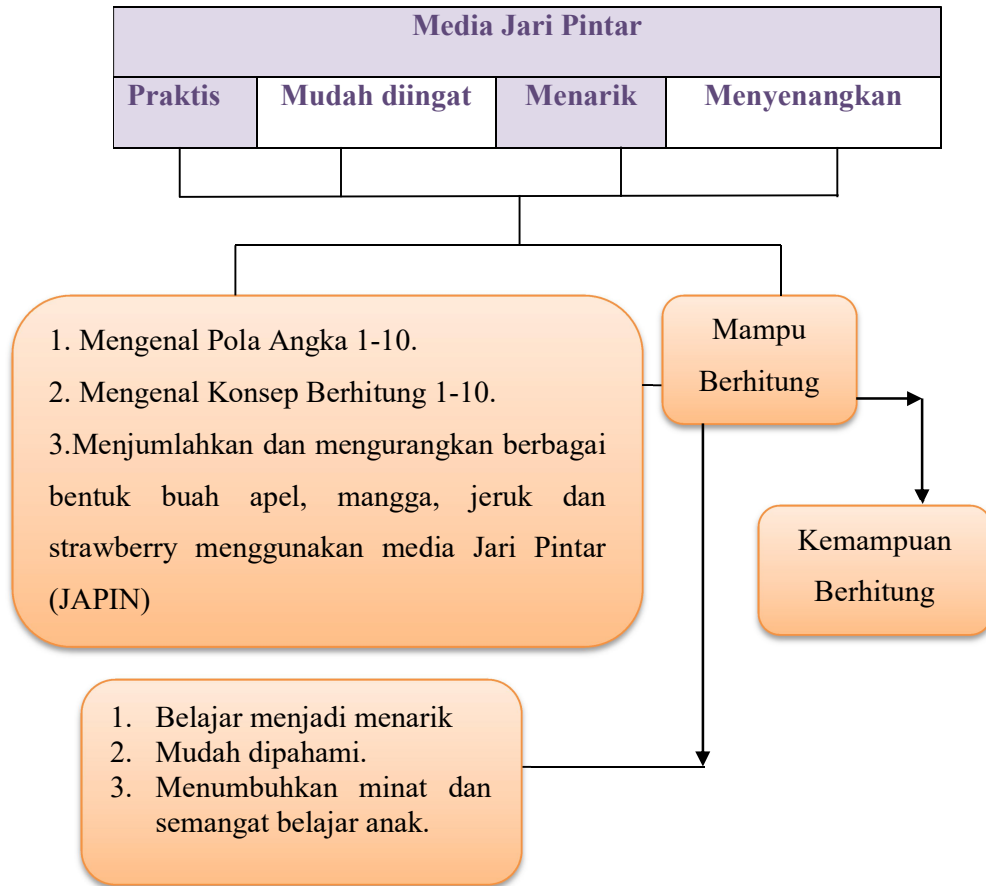 Media Jari Pintar
Praktis Mudah diingat Menarik Menyenangkan
1. Mengenal Pola Angka 1-10.
2. Mengenal Konsep Berhitung 1-10.
3.Menjumlahkan dan mengurangkan berbagai
bentuk buah apel, mangga, jeruk dan
strawberry menggunakan media Jari Pintar
(JAPIN)
Mampu
Berhitung
Kemampuan
Berhitung
1. Belajar menjadi menarik
2. Mudah dipahami.
3. Menumbuhkan minat dan
semangat belajar anak.